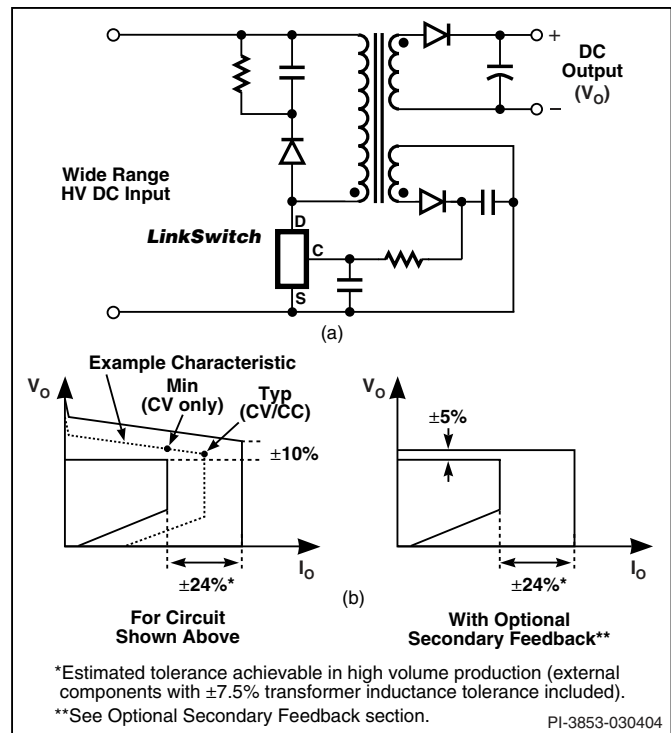 +
DC
Output
(VO)
−
Wide Range
HV DC Input
LinkSwitch
D
C
S
(a)
Example Characteristic
VO
Min
(CV only)
Typ
(CV/CC)
±10%
IO
±24%*
For Circuit
Shown Above
(b)
VO
±5%
IO
±24%*
With Optional
Secondary Feedback**
*Estimated tolerance achievable in high volume production (external
components with ±7.5% transformer inductance tolerance included).
**See Optional Secondary Feedback section.
PI-3853-030404